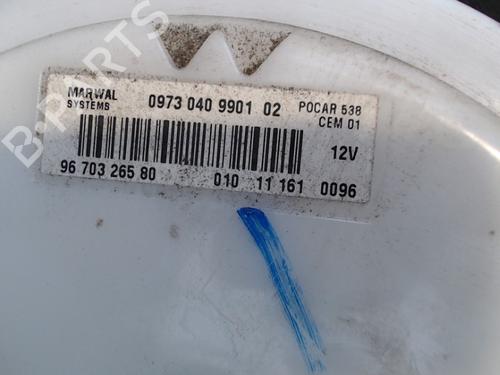 B-PARTS
MARWAL
SYSTEMS
0973 040 9901 02
POCAR 538
CEM 01
12V
96 703 265 80
010 11 161 0096